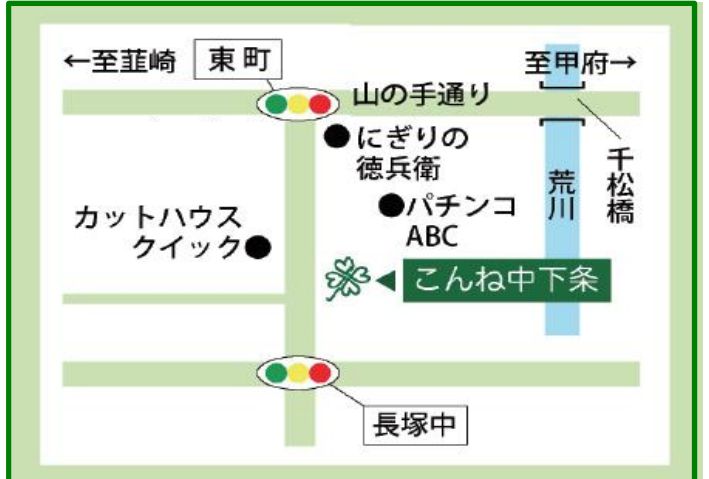 ←至韮崎
東町
至甲府→
山の手通り
にぎりの
徳兵衛
千松橋
荒川
パチンコ
ABC
カットハウス
クイック
こんね中下条
長塚中